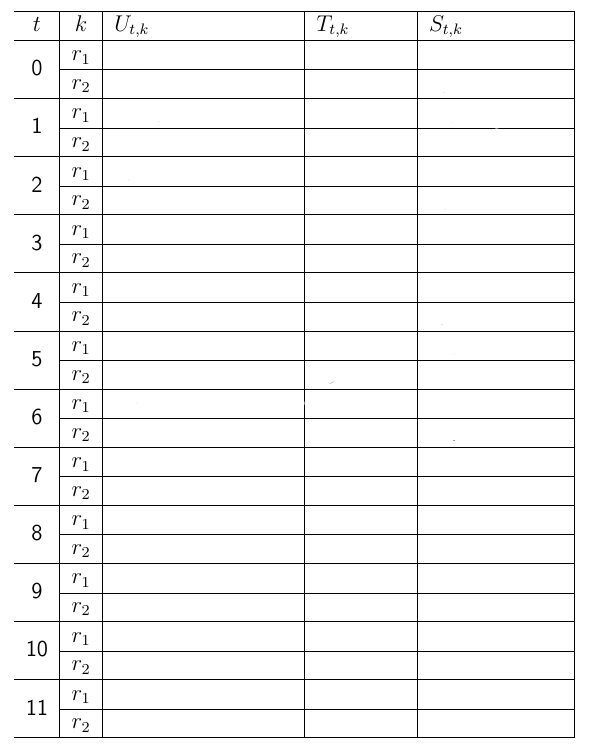 t k U_{t,k} T_{t,k} S_{t,k}
0 r_1
r_2
1 r_1
r_2
2 r_1
r_2
3 r_1
r_2
4 r_1
r_2
5 r_1
r_2
6 r_1
r_2
7 r_1
r_2
8 r_1
r_2
9 r_1
r_2
10 r_1
r_2
11 r_1
r_2